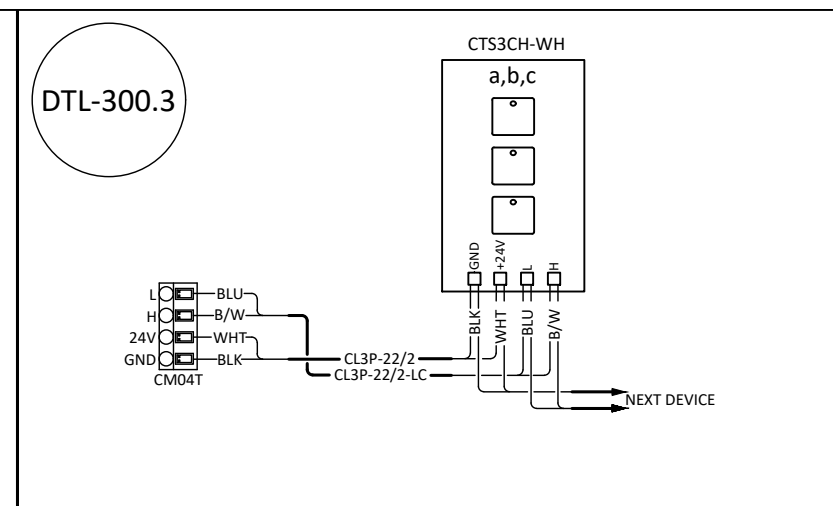 DTL-300.3
CTS3CH-WH
a,b,c
GND
+24V
L
H
BLK
WHT
BLU
B/W
L
BLU
H
B/W
24V
WHT
GND
BLK
CM04T
CL3P-22/2
CL3P-22/2-LC
NEXT DEVICE